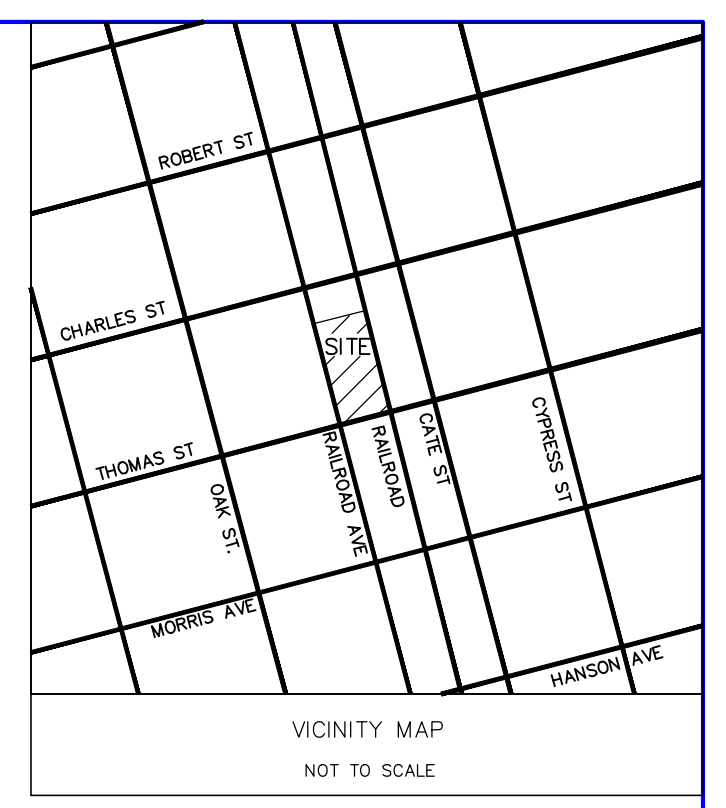 ROBERT ST
CHARLES ST
SITE
THOMAS ST
RAILROAD AVE
RAILROAD
CATE ST
CYPRESS ST
OAK ST.
MORRIS AVE
HANSON AVE
VICINITY MAP
NOT TO SCALE